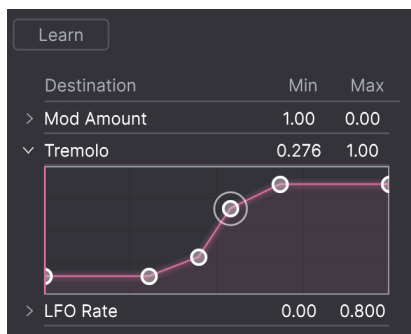 Learn
Destination Min Max
Mod Amount 1.00 0.00
Tremolo 0.276 1.00
LFO Rate 0.00 0.800